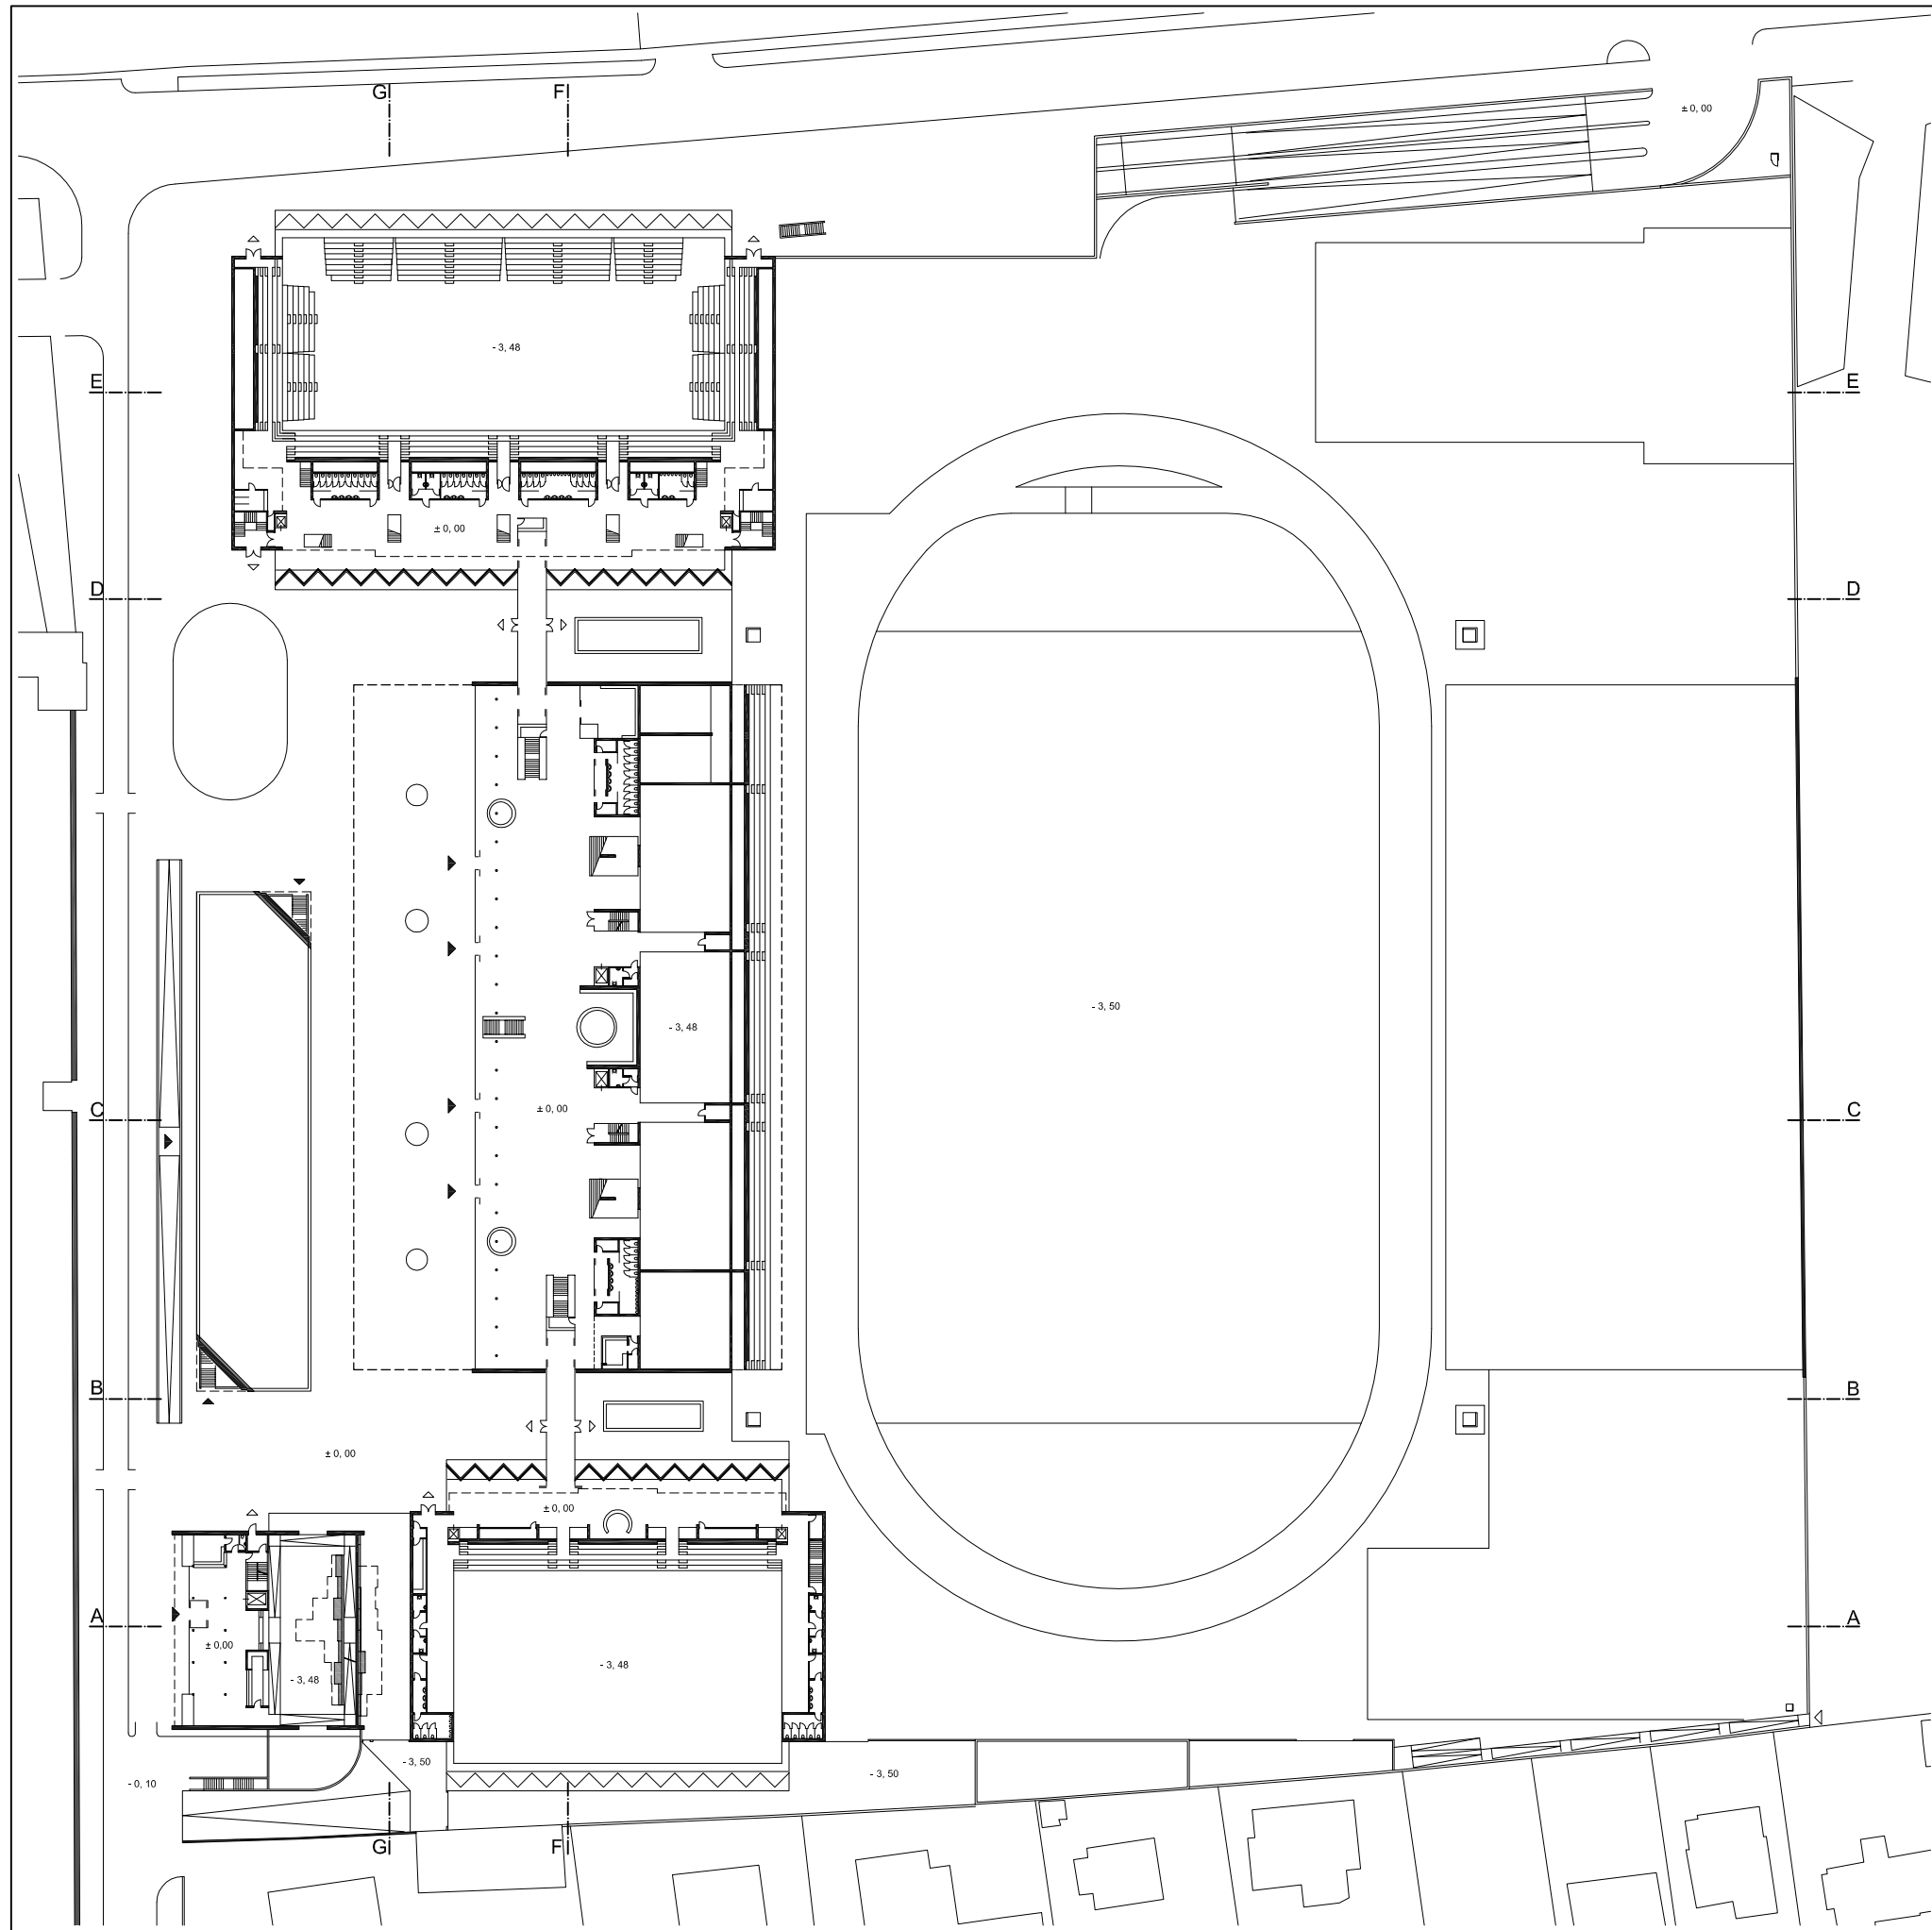 G F
± 0, 00
- 3, 48
E E
± 0, 00
D D
- 3, 50
- 3, 48
± 0, 00
C C
B B
± 0, 00
± 0, 00
A A
± 0,00
- 3, 48
- 3, 48
- 3, 50
- 3, 50
- 0, 10
G F